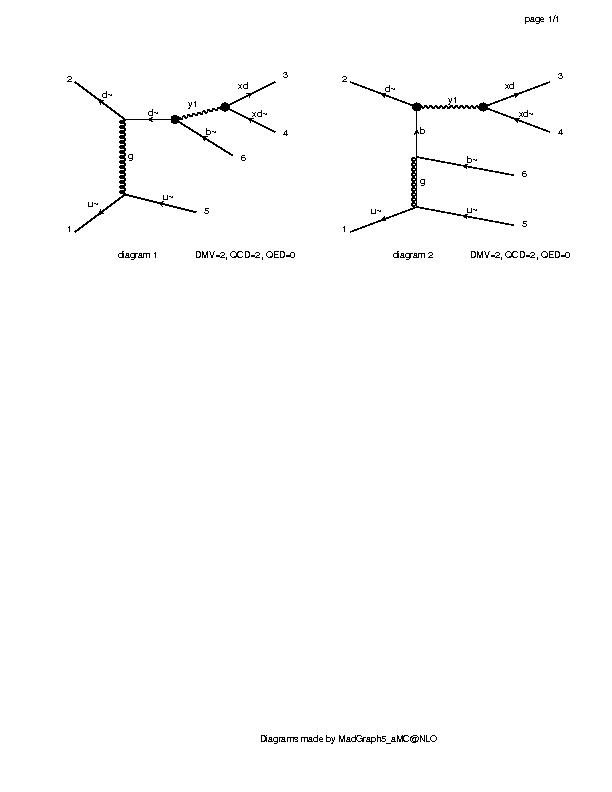 page 1/1
2
d~
d~
y1
xd
3
xd~
4
b~
6
g
u~
u~
5
1
diagram 1
DMV=2, QCD=2, QED=0
2
d~
y1
xd
3
xd~
4
b
b~
6
g
u~
u~
5
1
diagram 2
DMV=2, QCD=2, QED=0
Diagrams made by MadGraph5_aMC@NLO